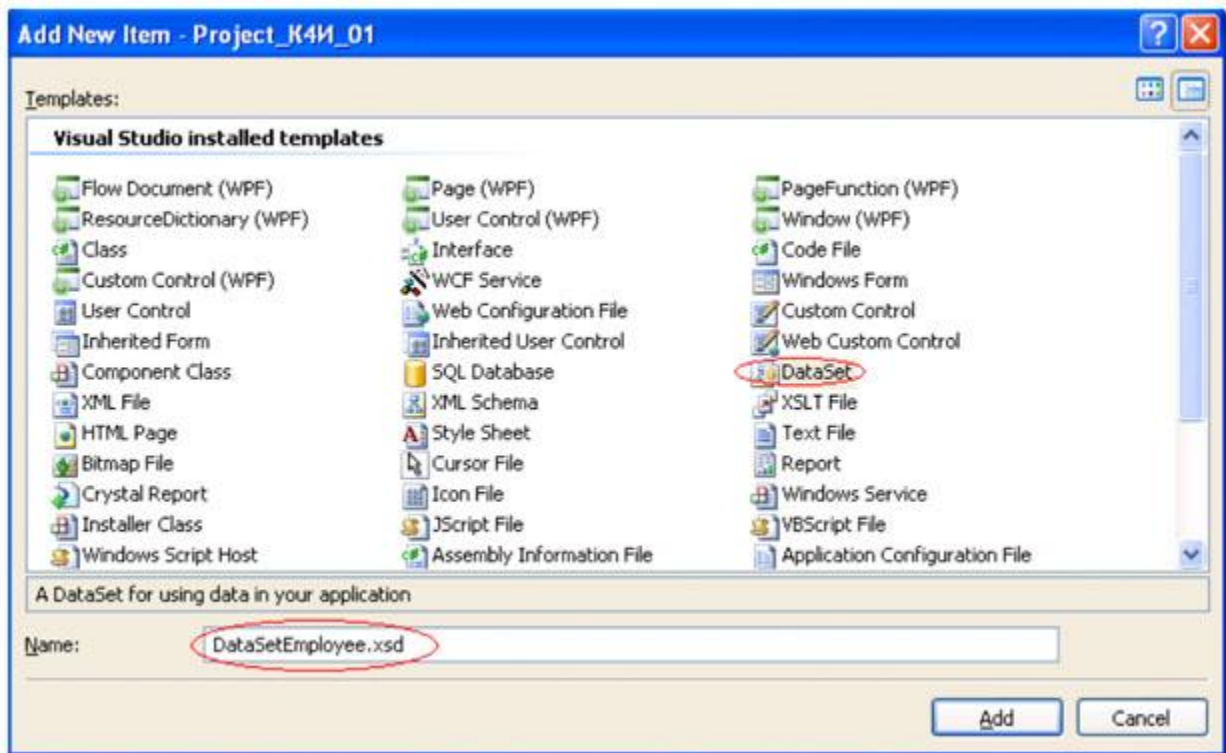 Add New Item - Project_К4И_01
Templates:
Visual Studio installed templates
Flow Document (WPF) Page (WPF) PageFunction (WPF)
ResourceDictionary (WPF) User Control (WPF) Window (WPF)
Class Interface Code File
Custom Control (WPF) WCF Service Windows Form
User Control Web Configuration File Custom Control
Inherited Form Inherited User Control Web Custom Control
Component Class SQL Database DataSet
XML File XML Schema XSLT File
HTML Page Style Sheet Text File
Bitmap File Cursor File Report
Crystal Report Icon File Windows Service
Installer Class JScript File VBScript File
Windows Script Host Assembly Information File Application Configuration File
A DataSet for using data in your application
Name: DataSetEmployee.xsd
Add Cancel